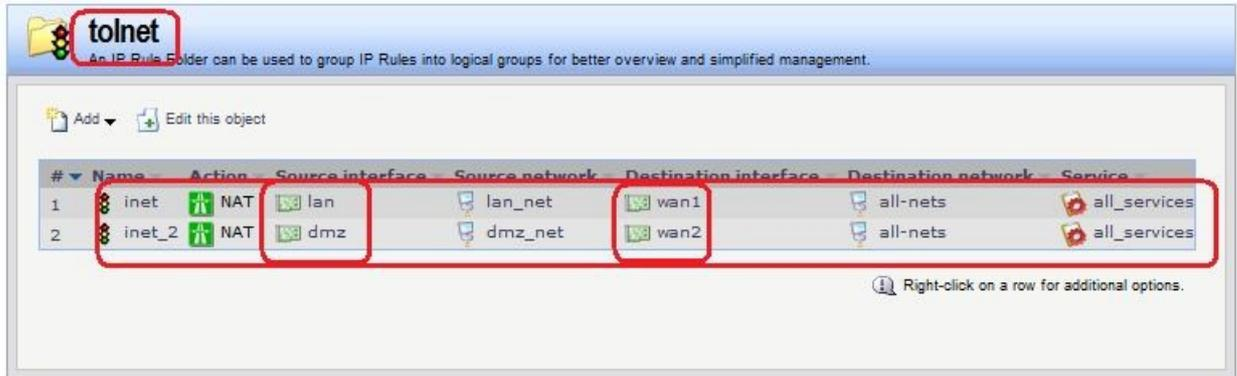 tolnet
An IP Rule Folder can be used to group IP Rules into logical groups for better overview and simplified management.
Add Edit this object
# Name Action Source interface Source network Destination interface Destination network Service
1 inet NAT lan lan_net wan1 all-nets all_services
2 inet_2 NAT dmz dmz_net wan2 all-nets all_services
Right-click on a row for additional options.